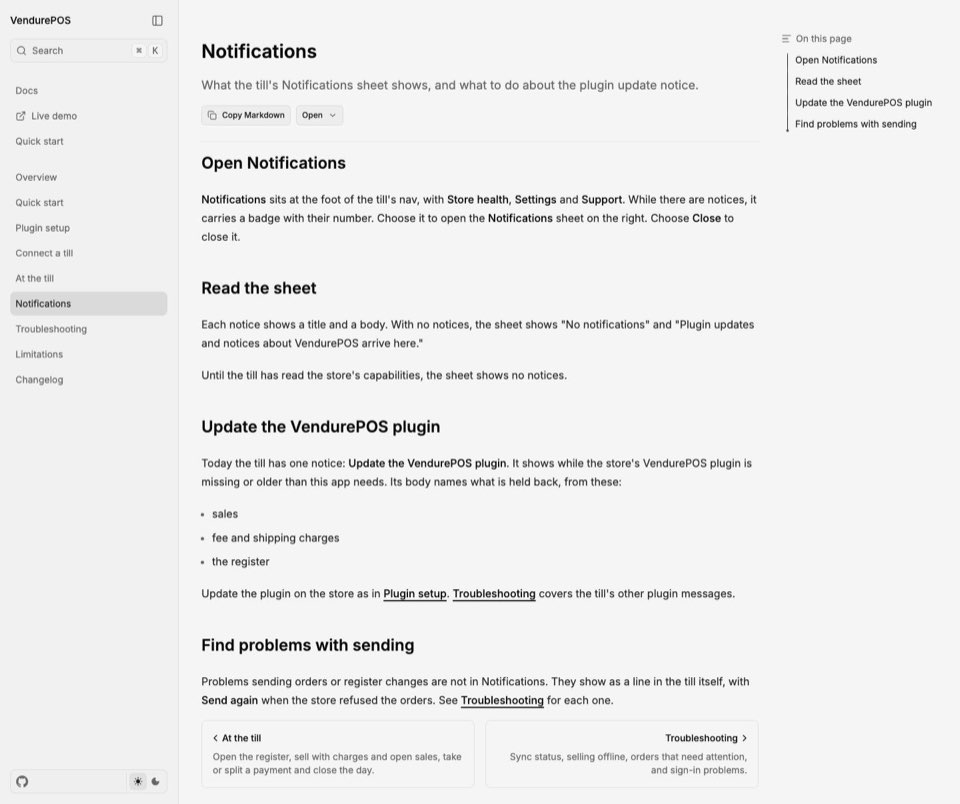 VendurePOS
Search
⌘ K
Docs
Live demo
Quick start
Overview
Quick start
Plugin setup
Connect a till
At the till
Notifications
Troubleshooting
Limitations
Changelog
Notifications
What the till's Notifications sheet shows, and what to do about the plugin update notice.
Copy Markdown
Open
Open Notifications
Notifications sits at the foot of the till's nav, with Store health, Settings and Support. While there are notices, it
carries a badge with their number. Choose it to open the Notifications sheet on the right. Choose Close to
close it.
Read the sheet
Each notice shows a title and a body. With no notices, the sheet shows "No notifications" and "Plugin updates
and notices about VendurePOS arrive here."
Until the till has read the store's capabilities, the sheet shows no notices.
Update the VendurePOS plugin
Today the till has one notice: Update the VendurePOS plugin. It shows while the store's VendurePOS plugin is
missing or older than this app needs. Its body names what is held back, from these:
sales
fee and shipping charges
the register
Update the plugin on the store as in Plugin setup. Troubleshooting covers the till's other plugin messages.
Find problems with sending
Problems sending orders or register changes are not in Notifications. They show as a line in the till itself, with
Send again when the store refused the orders. See Troubleshooting for each one.
At the till
Open the register, sell with charges and open sales, take
or split a payment and close the day.
Troubleshooting
Sync status, selling offline, orders that need attention,
and sign-in problems.
On this page
Open Notifications
Read the sheet
Update the VendurePOS plugin
Find problems with sending